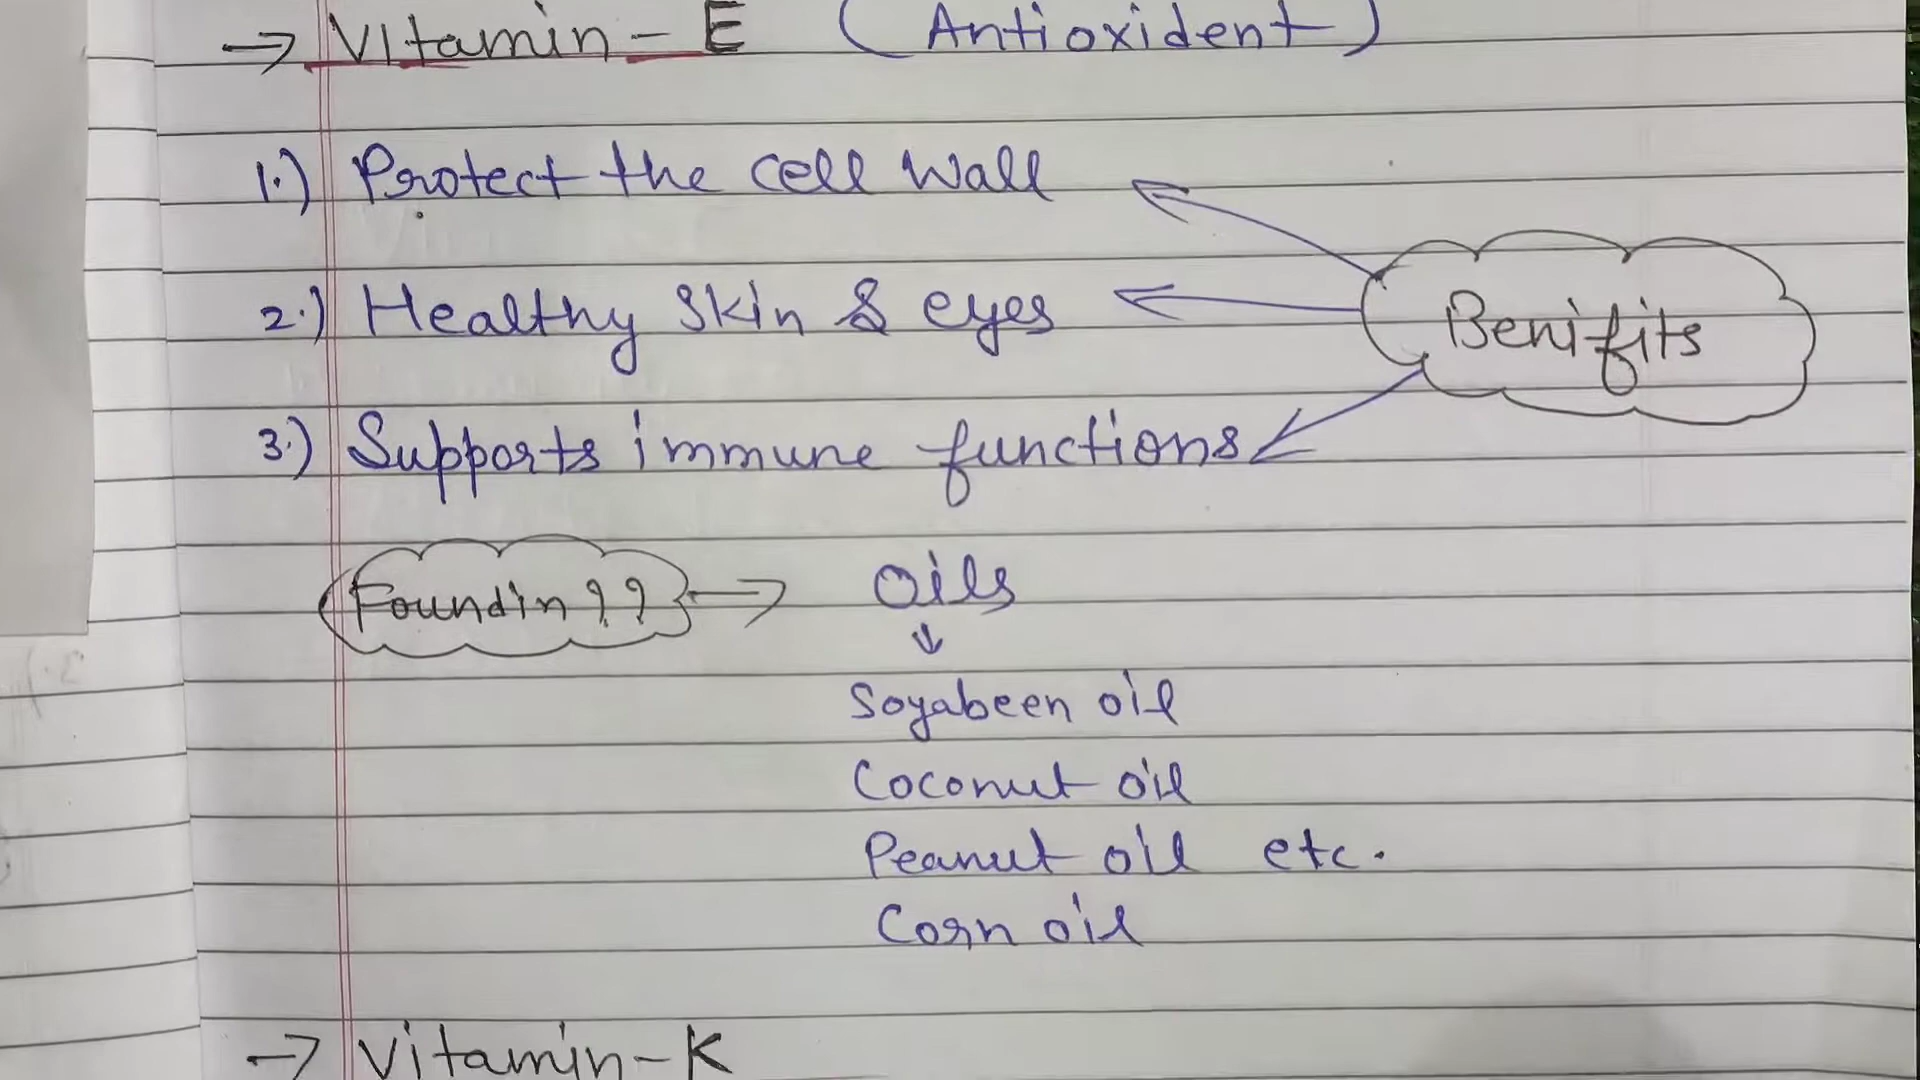 → Vitamin - E (Antioxident)
1.) Protect the cell wall
2.) Healthy skin & eyes
Benifits
3.) Supports immune functions
Found in ?? → Oils
↓
Soyabeen oil
Coconut oil
Peanut oil etc.
Corn oil
→ Vitamin - K